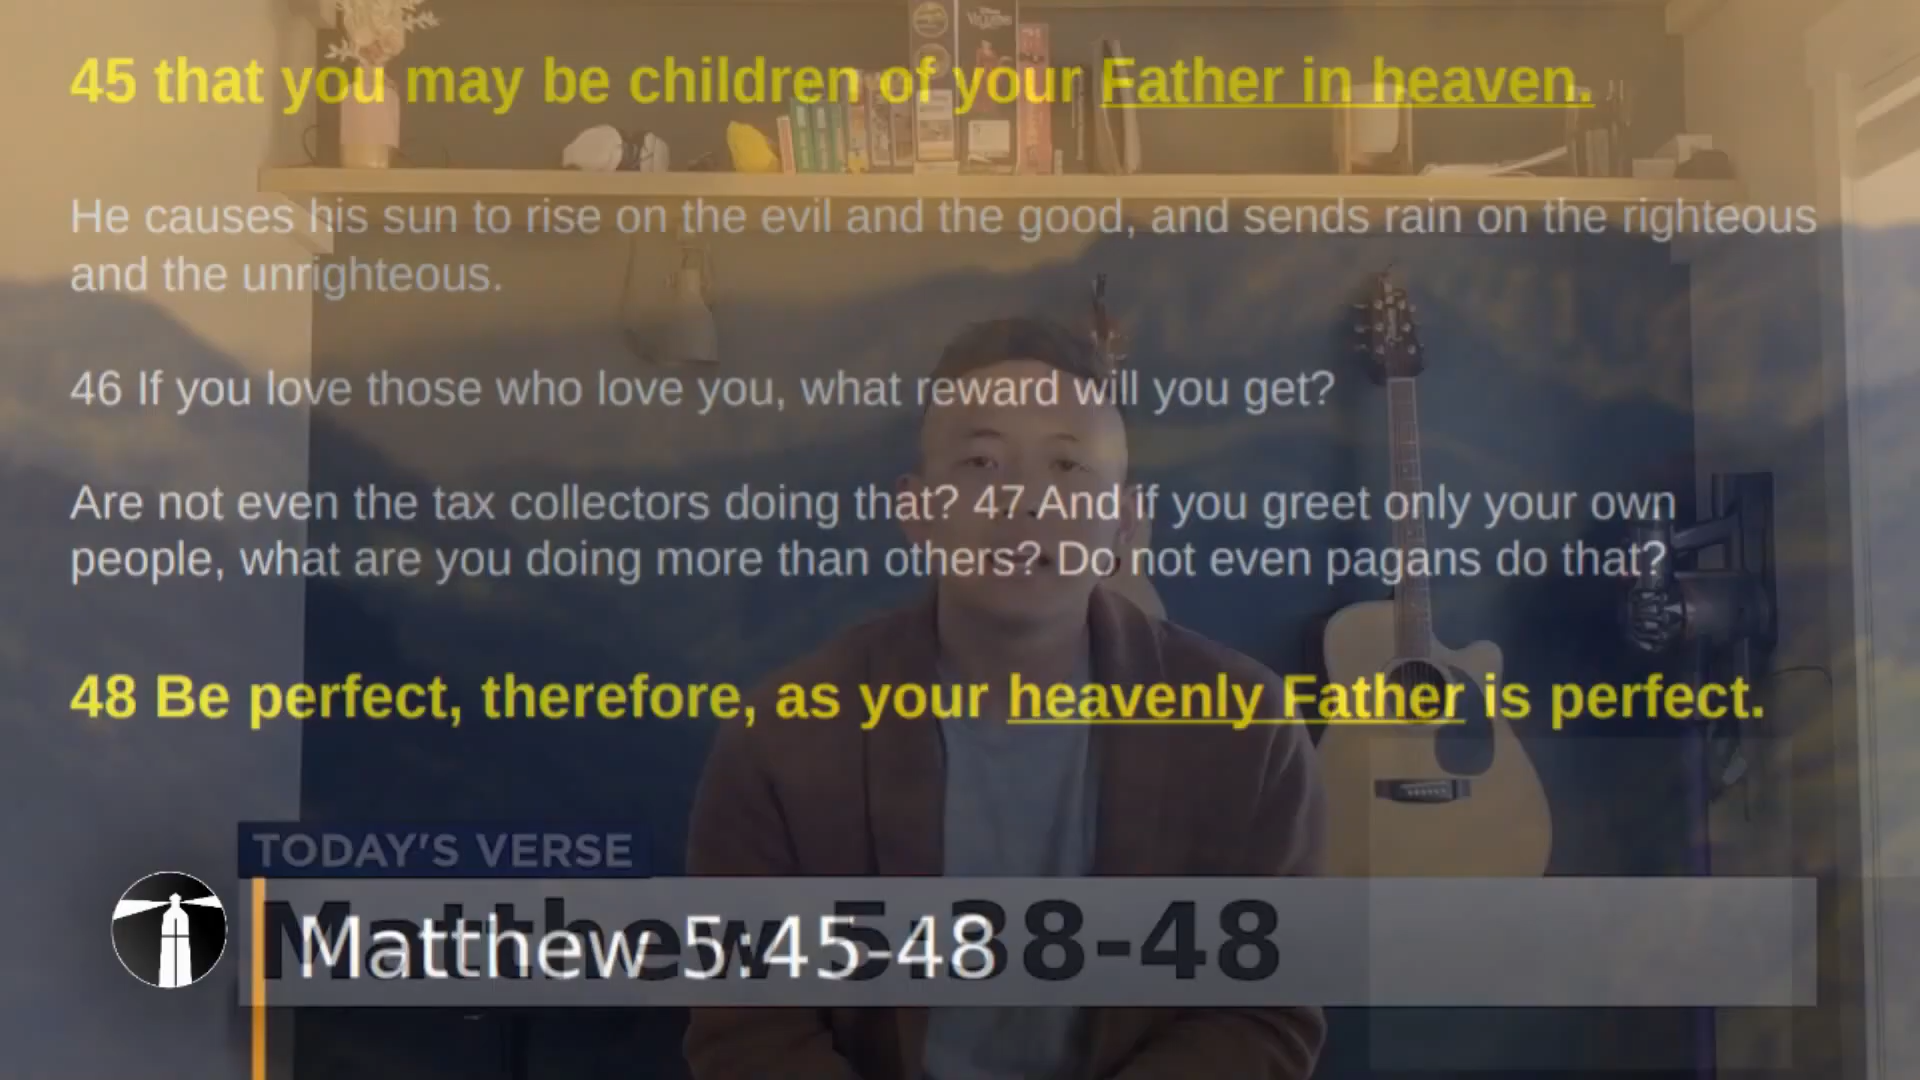 45 that you may be children of your Father in heaven.
He causes his sun to rise on the evil and the good, and sends rain on the righteous
and the unrighteous.
46 If you love those who love you, what reward will you get?
Are not even the tax collectors doing that? 47 And if you greet only your own
people, what are you doing more than others? Do not even pagans do that?
48 Be perfect, therefore, as your heavenly Father is perfect.
TODAY'S VERSE
Matthew 5:45-48
Matthew 5:38-48